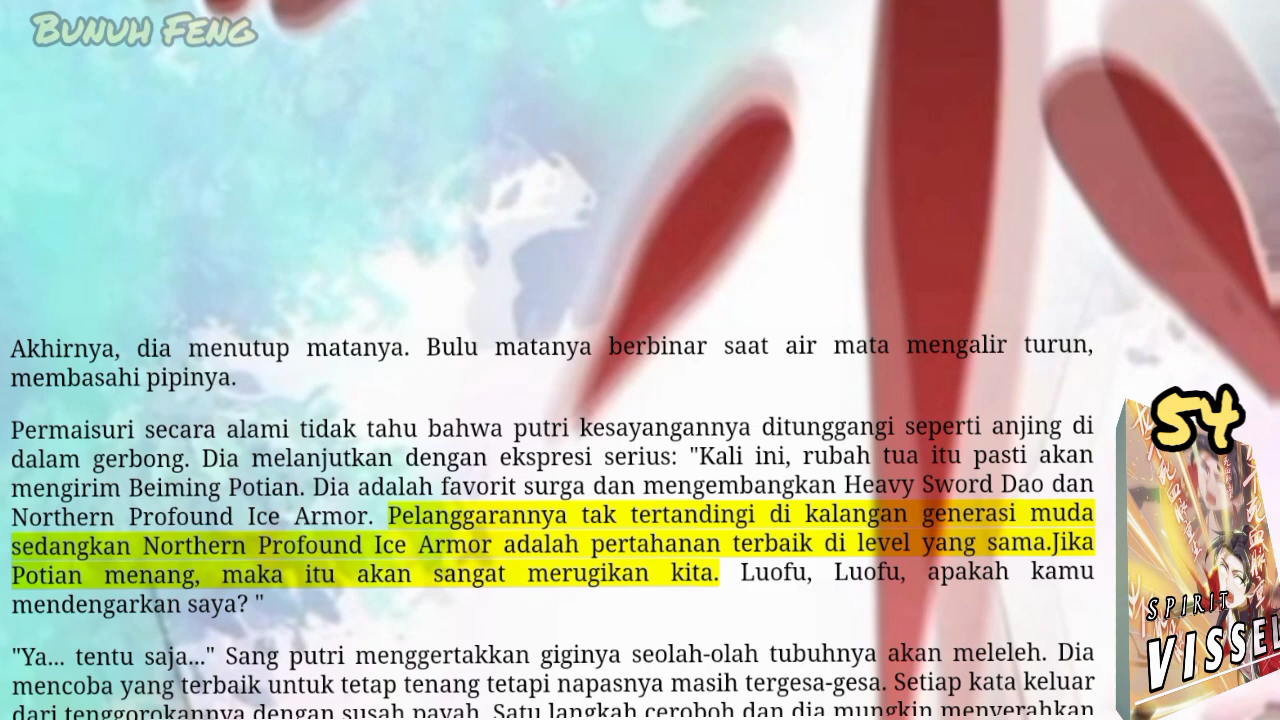 Bunuh Feng
Akhirnya, dia menutup matanya. Bulu matanya berbinar saat air mata mengalir turun,
membasahi pipinya.
Permaisuri secara alami tidak tahu bahwa putri kesayangannya ditunggangi seperti anjing di
dalam gerbong. Dia melanjutkan dengan ekspresi serius: "Kali ini, rubah tua itu pasti akan
mengirim Beiming Potian. Dia adalah favorit surga dan mengembangkan Heavy Sword Dao dan
Northern Profound Ice Armor. Pelanggarannya tak tertandingi di kalangan generasi muda
sedangkan Northern Profound Ice Armor adalah pertahanan terbaik di level yang sama.Jika
Potian menang, maka itu akan sangat merugikan kita. Luofu, Luofu, apakah kamu
mendengarkan saya? "
"Ya... tentu saja..." Sang putri menggertakkan giginya seolah-olah tubuhnya akan meleleh. Dia
mencoba yang terbaik untuk tetap tenang tetapi napasnya masih tergesa-gesa. Setiap kata keluar
dari tenggorokannya dengan susah payah. Satu langkah ceroboh dan dia mungkin menyerahkan
54
SPIRIT
VISSEL